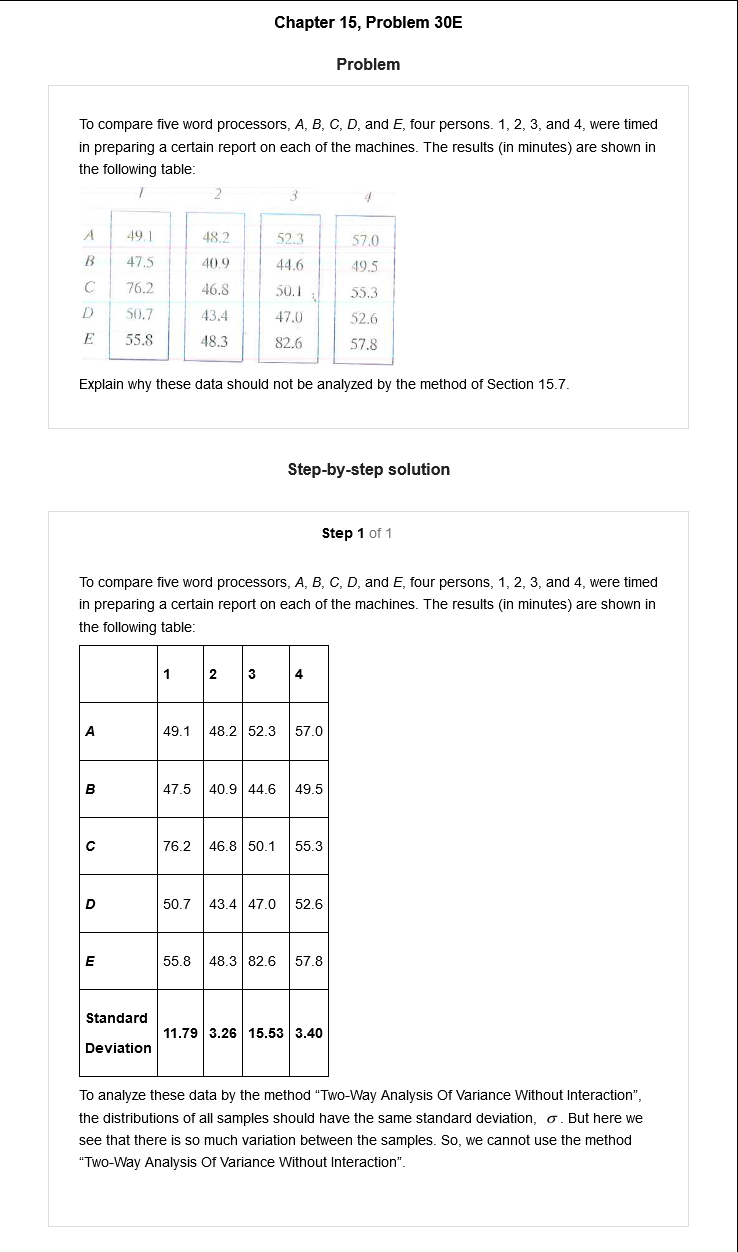 Chapter 15, Problem 30E
Problem
To compare five word processors, A, B, C, D, and E, four persons. 1, 2, 3, and 4, were timed
in preparing a certain report on each of the machines. The results (in minutes) are shown in
the following table:
1 2 3 4
A 49.1 48.2 52.3 57.0
B 47.5 40.9 44.6 49.5
C 76.2 46.8 50.1 55.3
D 50.7 43.4 47.0 52.6
E 55.8 48.3 82.6 57.8
Explain why these data should not be analyzed by the method of Section 15.7.
Step-by-step solution
Step 1 of 1
To compare five word processors, A, B, C, D, and E, four persons, 1, 2, 3, and 4, were timed
in preparing a certain report on each of the machines. The results (in minutes) are shown in
the following table:
1 2 3 4
A 49.1 48.2 52.3 57.0
B 47.5 40.9 44.6 49.5
C 76.2 46.8 50.1 55.3
D 50.7 43.4 47.0 52.6
E 55.8 48.3 82.6 57.8
Standard
Deviation 11.79 3.26 15.53 3.40
To analyze these data by the method “Two-Way Analysis Of Variance Without Interaction”,
the distributions of all samples should have the same standard deviation, σ. But here we
see that there is so much variation between the samples. So, we cannot use the method
“Two-Way Analysis Of Variance Without Interaction”.